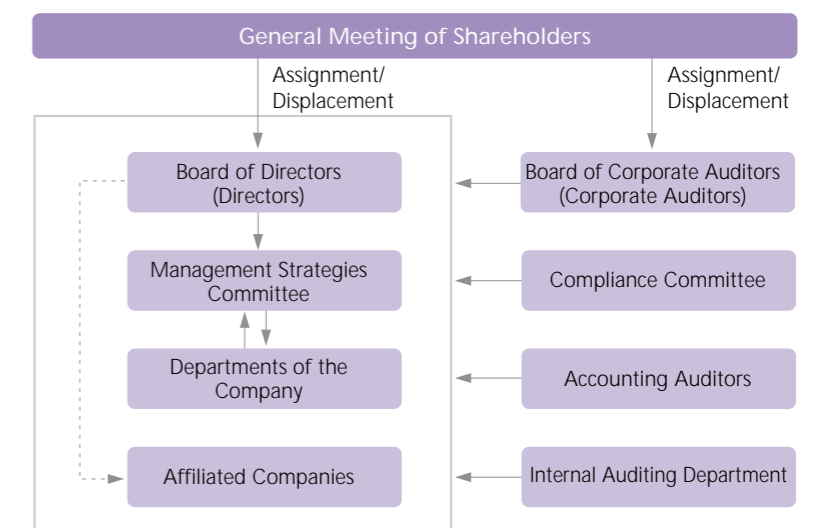 General Meeting of Shareholders
Assignment/
Displacement
Assignment/
Displacement
Board of Directors
(Directors)
Board of Corporate Auditors
(Corporate Auditors)
Management Strategies
Committee
Compliance Committee
Departments of the
Company
Accounting Auditors
Affiliated Companies
Internal Auditing Department